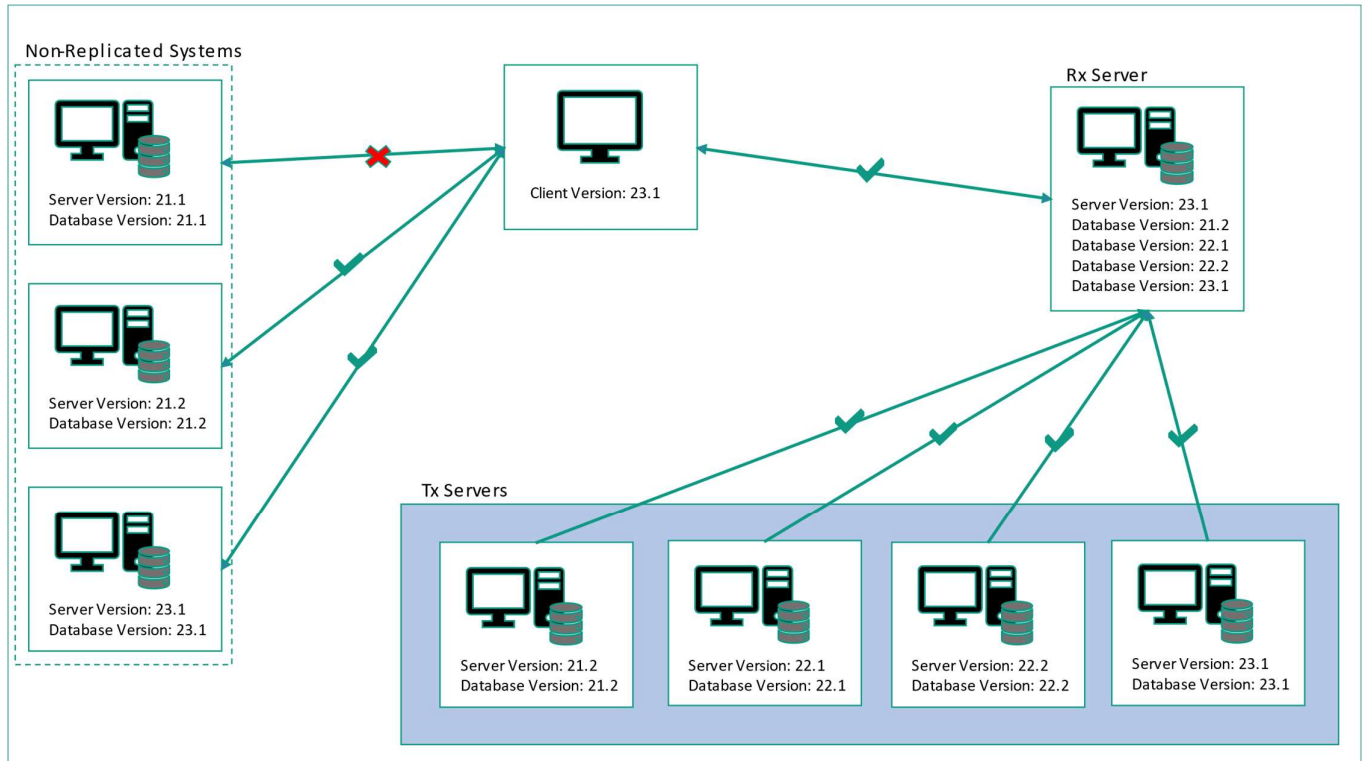 Non-Replicated Systems
Server Version: 21.1
Database Version: 21.1
Server Version: 21.2
Database Version: 21.2
Server Version: 23.1
Database Version: 23.1
Client Version: 23.1
Rx Server
Server Version: 23.1
Database Version: 21.2
Database Version: 22.1
Database Version: 22.2
Database Version: 23.1
Tx Servers
Server Version: 21.2
Database Version: 21.2
Server Version: 22.1
Database Version: 22.1
Server Version: 22.2
Database Version: 22.2
Server Version: 23.1
Database Version: 23.1